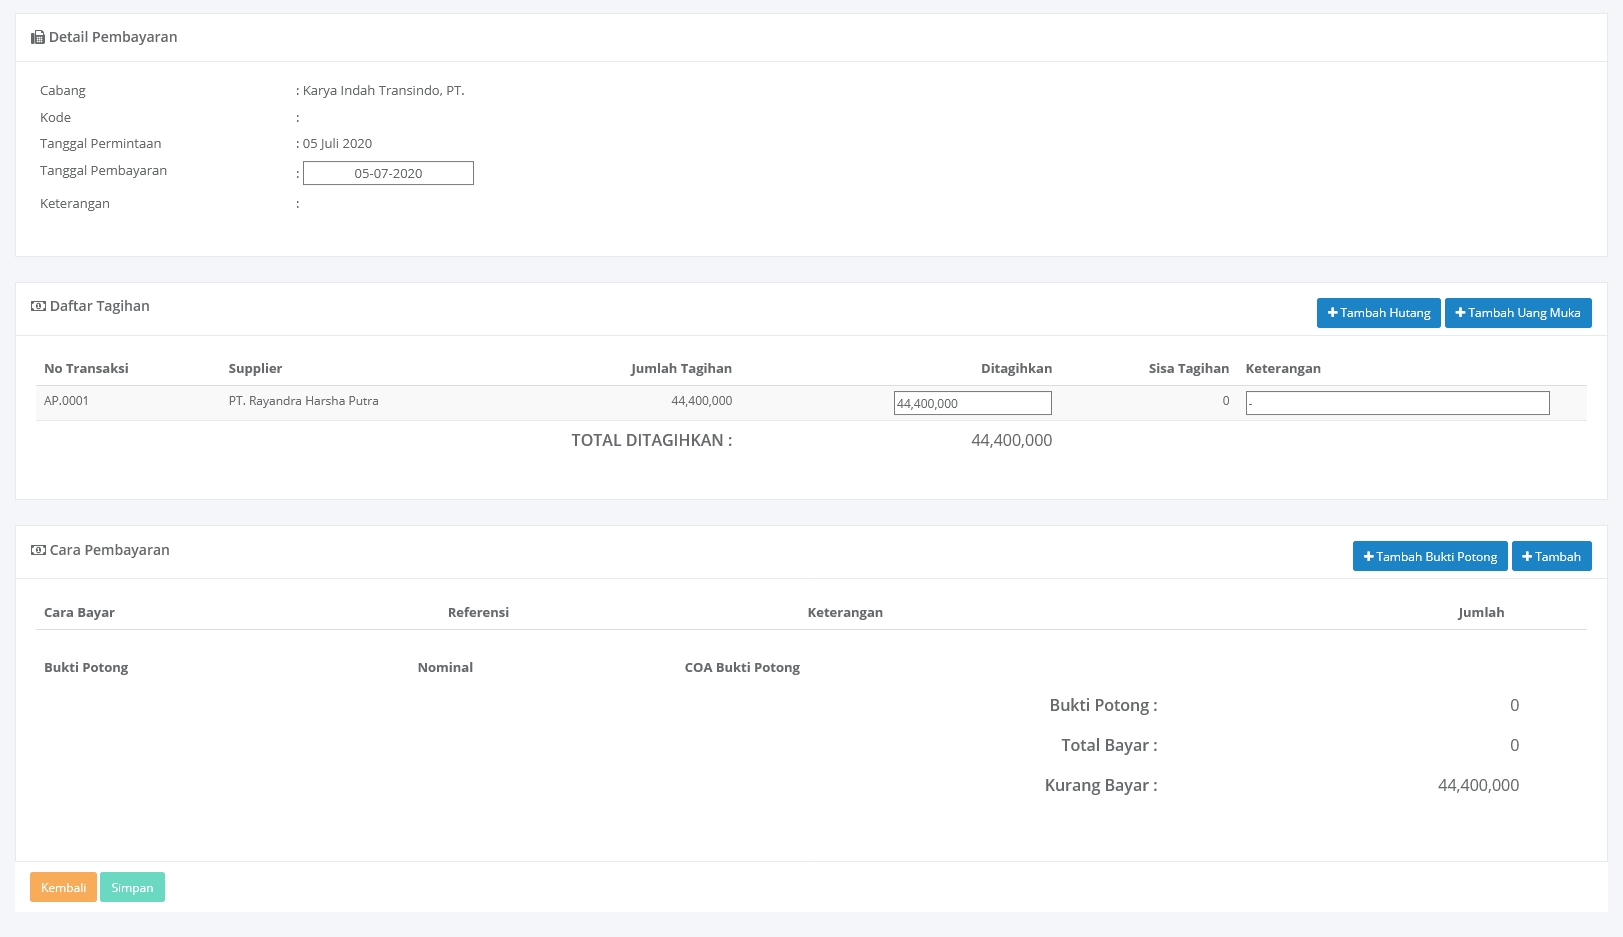 Detail Pembayaran
Cabang : Karya Indah Transindo, PT.
Kode :
Tanggal Permintaan : 05 Juli 2020
Tanggal Pembayaran : 05-07-2020
Keterangan :
Daftar Tagihan
Tambah Hutang Tambah Uang Muka
No Transaksi Supplier Jumlah Tagihan Ditagihkan Sisa Tagihan Keterangan
AP.0001 PT. Rayandra Harsha Putra 44,400,000 44,400,000 0 -
TOTAL DITAGIHKAN : 44,400,000
Cara Pembayaran
Tambah Bukti Potong Tambah
Cara Bayar Referensi Keterangan Jumlah
Bukti Potong Nominal COA Bukti Potong
Bukti Potong : 0
Total Bayar : 0
Kurang Bayar : 44,400,000
Kembali Simpan